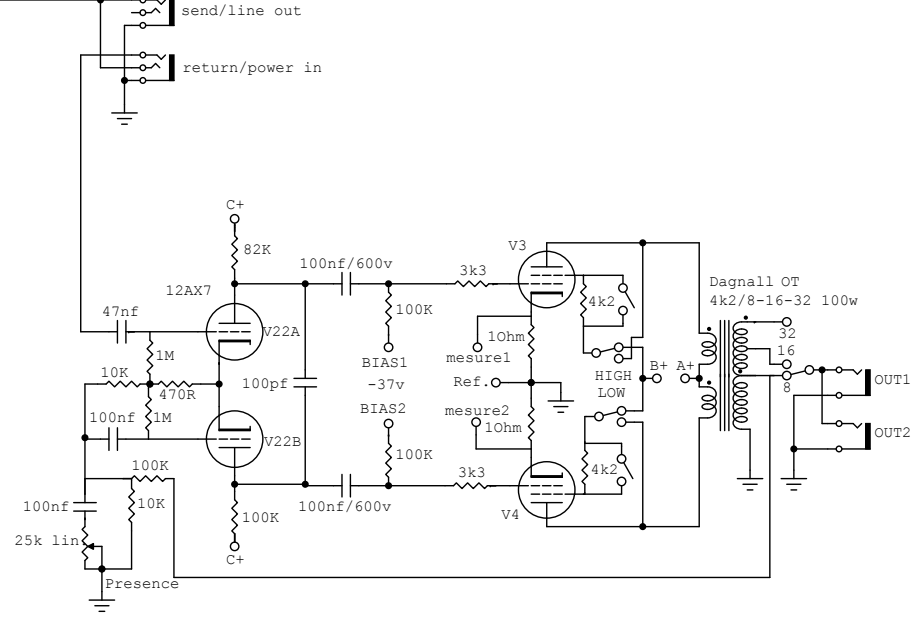 send/line out
return/power in
C+
82K
100nf/600v
V3
3k3
12AX7
100K
4k2
Dagnall OT
4k2/8-16-32 100w
47nf
V22A
1Ohm
32
1M
mesure1
16
BIAS1
B+ A+
10K
-37v
Ref.
HIGH
8
OUT1
470R
100pf
LOW
BIAS2
mesure2
100nf
1M
1Ohm
OUT2
V22B
100K
100K
3k3
4k2
100nf
10K
100K
100nf/600v
V4
25k lin
C+
Presence